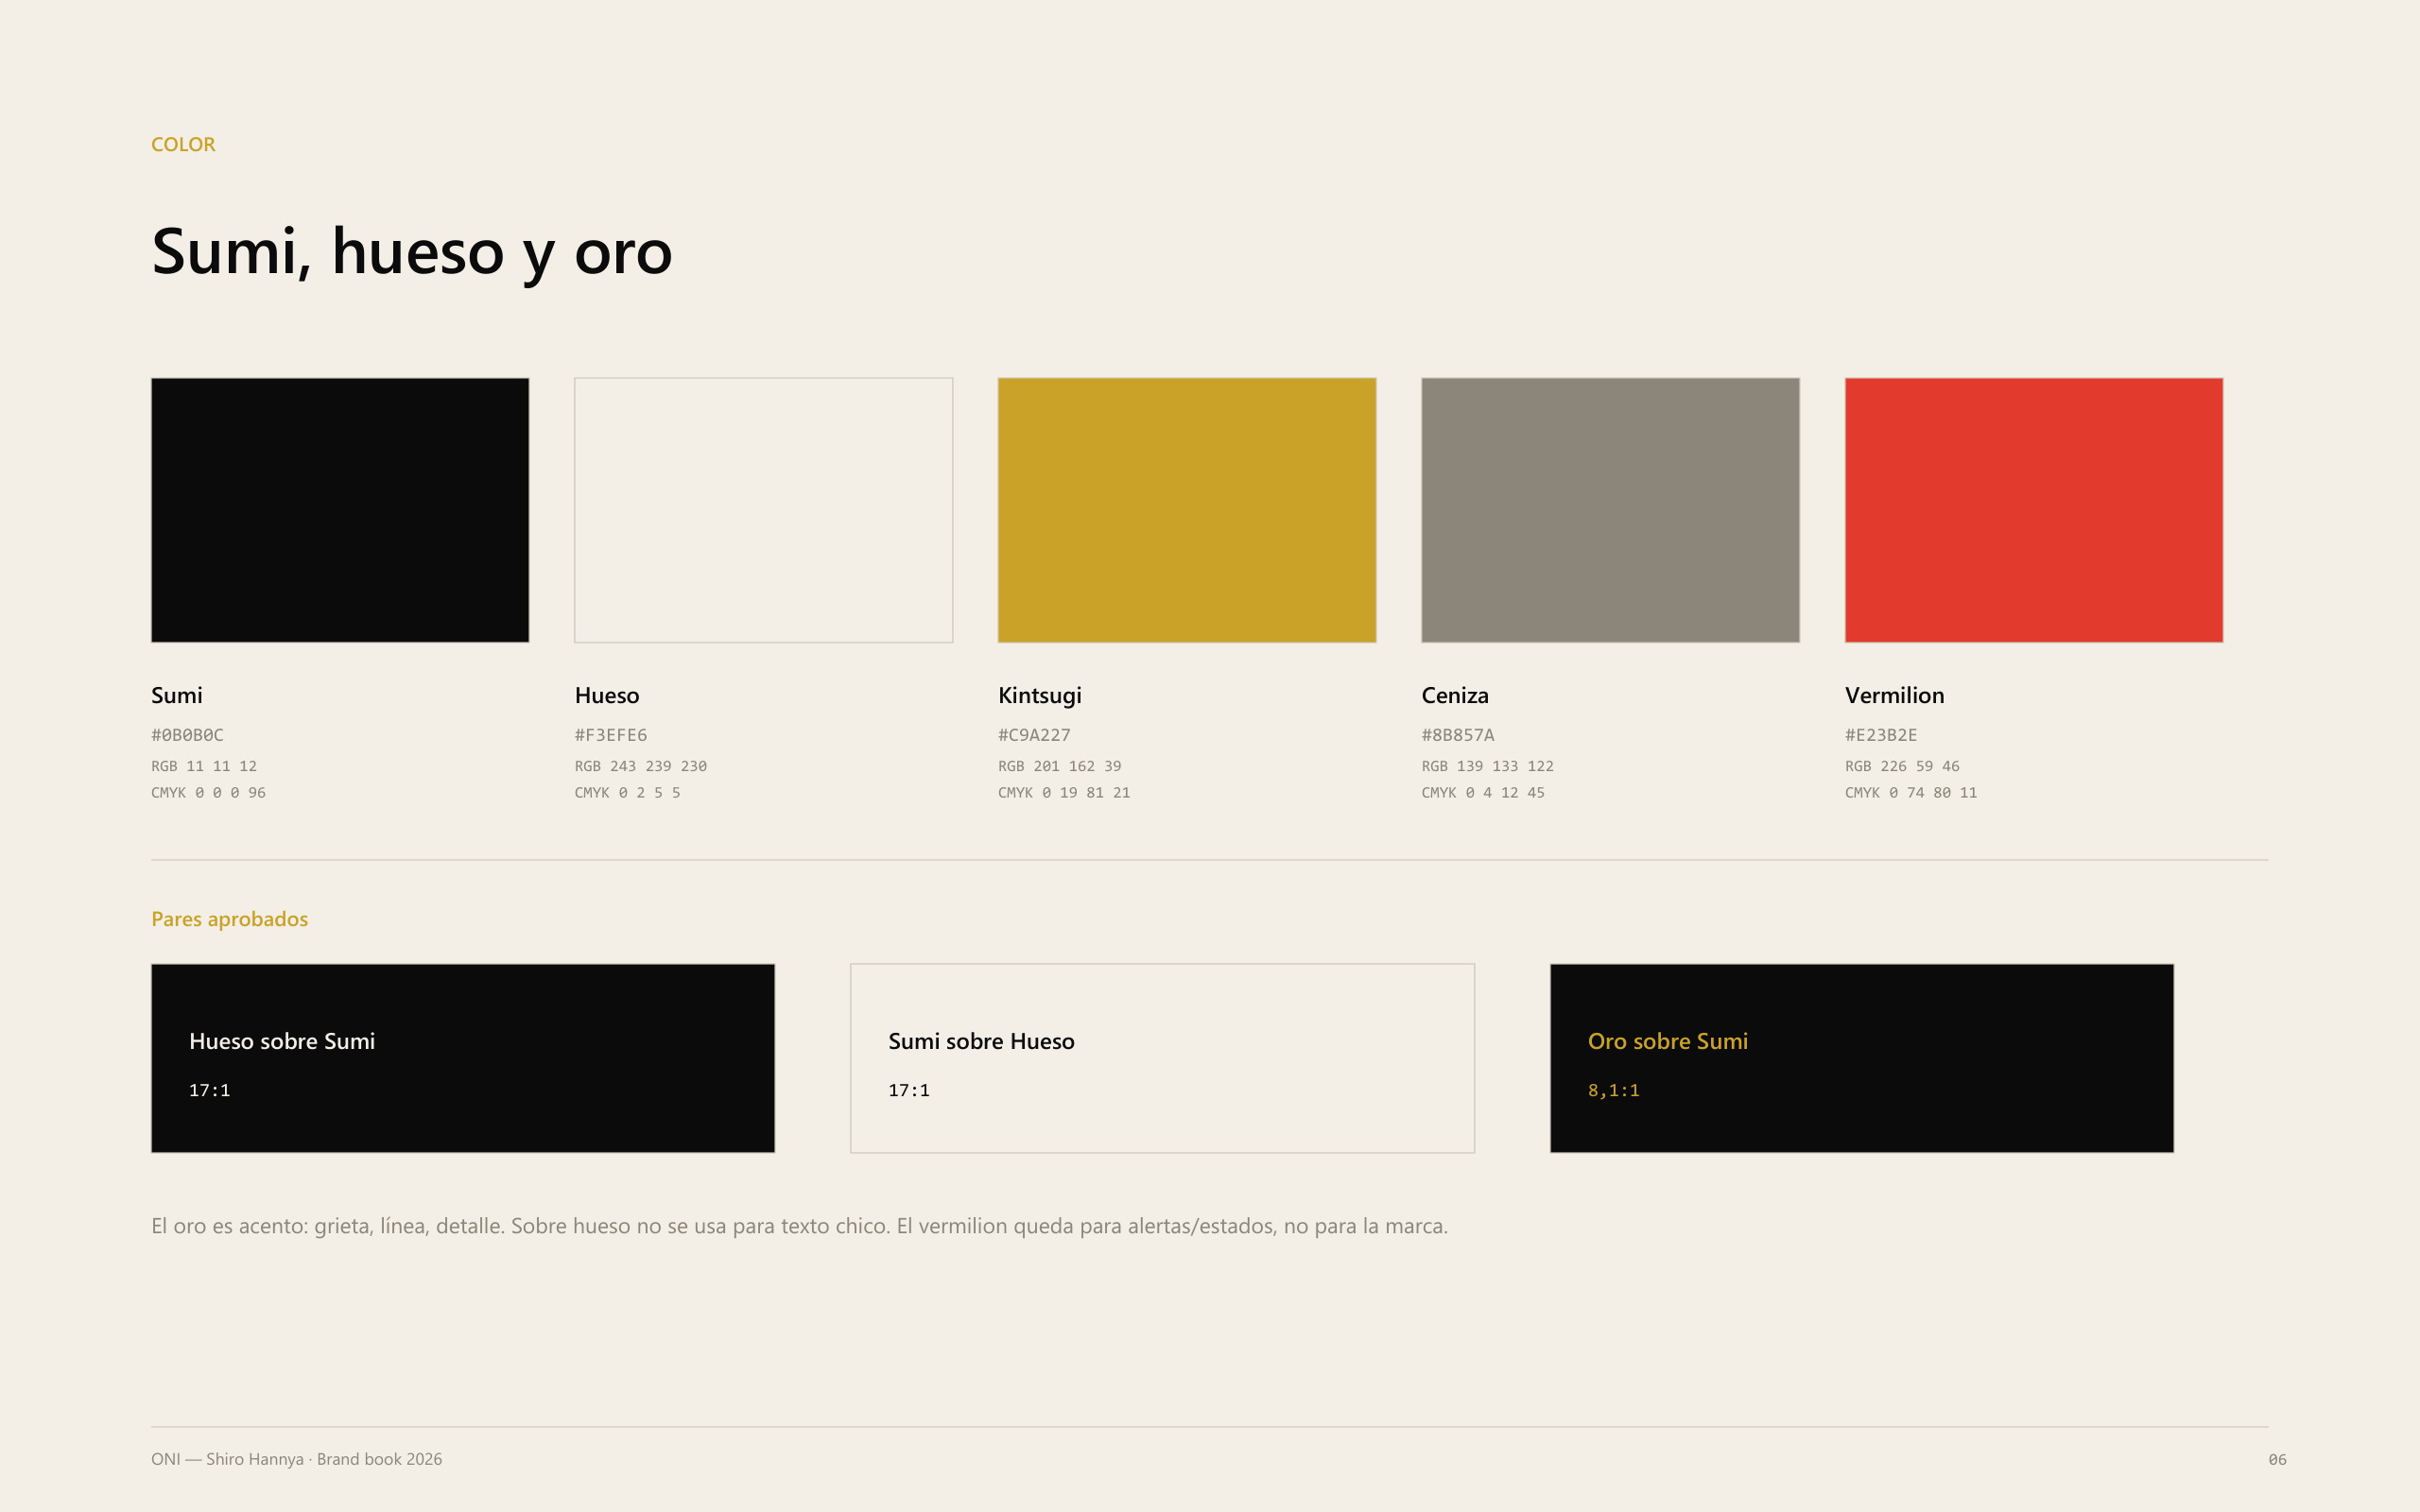 COLOR
Sumi, hueso y oro
Sumi
#0B0B0C
RGB 11 11 12
CMYK 0 0 0 96
Hueso
#F3EFE6
RGB 243 239 230
CMYK 0 2 5 5
Kintsugi
#C9A227
RGB 201 162 39
CMYK 0 19 81 21
Ceniza
#8B857A
RGB 139 133 122
CMYK 0 4 12 45
Vermilion
#E23B2E
RGB 226 59 46
CMYK 0 74 80 11
Pares aprobados
Hueso sobre Sumi
17:1
Sumi sobre Hueso
17:1
Oro sobre Sumi
8,1:1
El oro es acento: grieta, línea, detalle. Sobre hueso no se usa para texto chico. El vermilion queda para alertas/estados, no para la marca.
ONI — Shiro Hannya · Brand book 2026
06